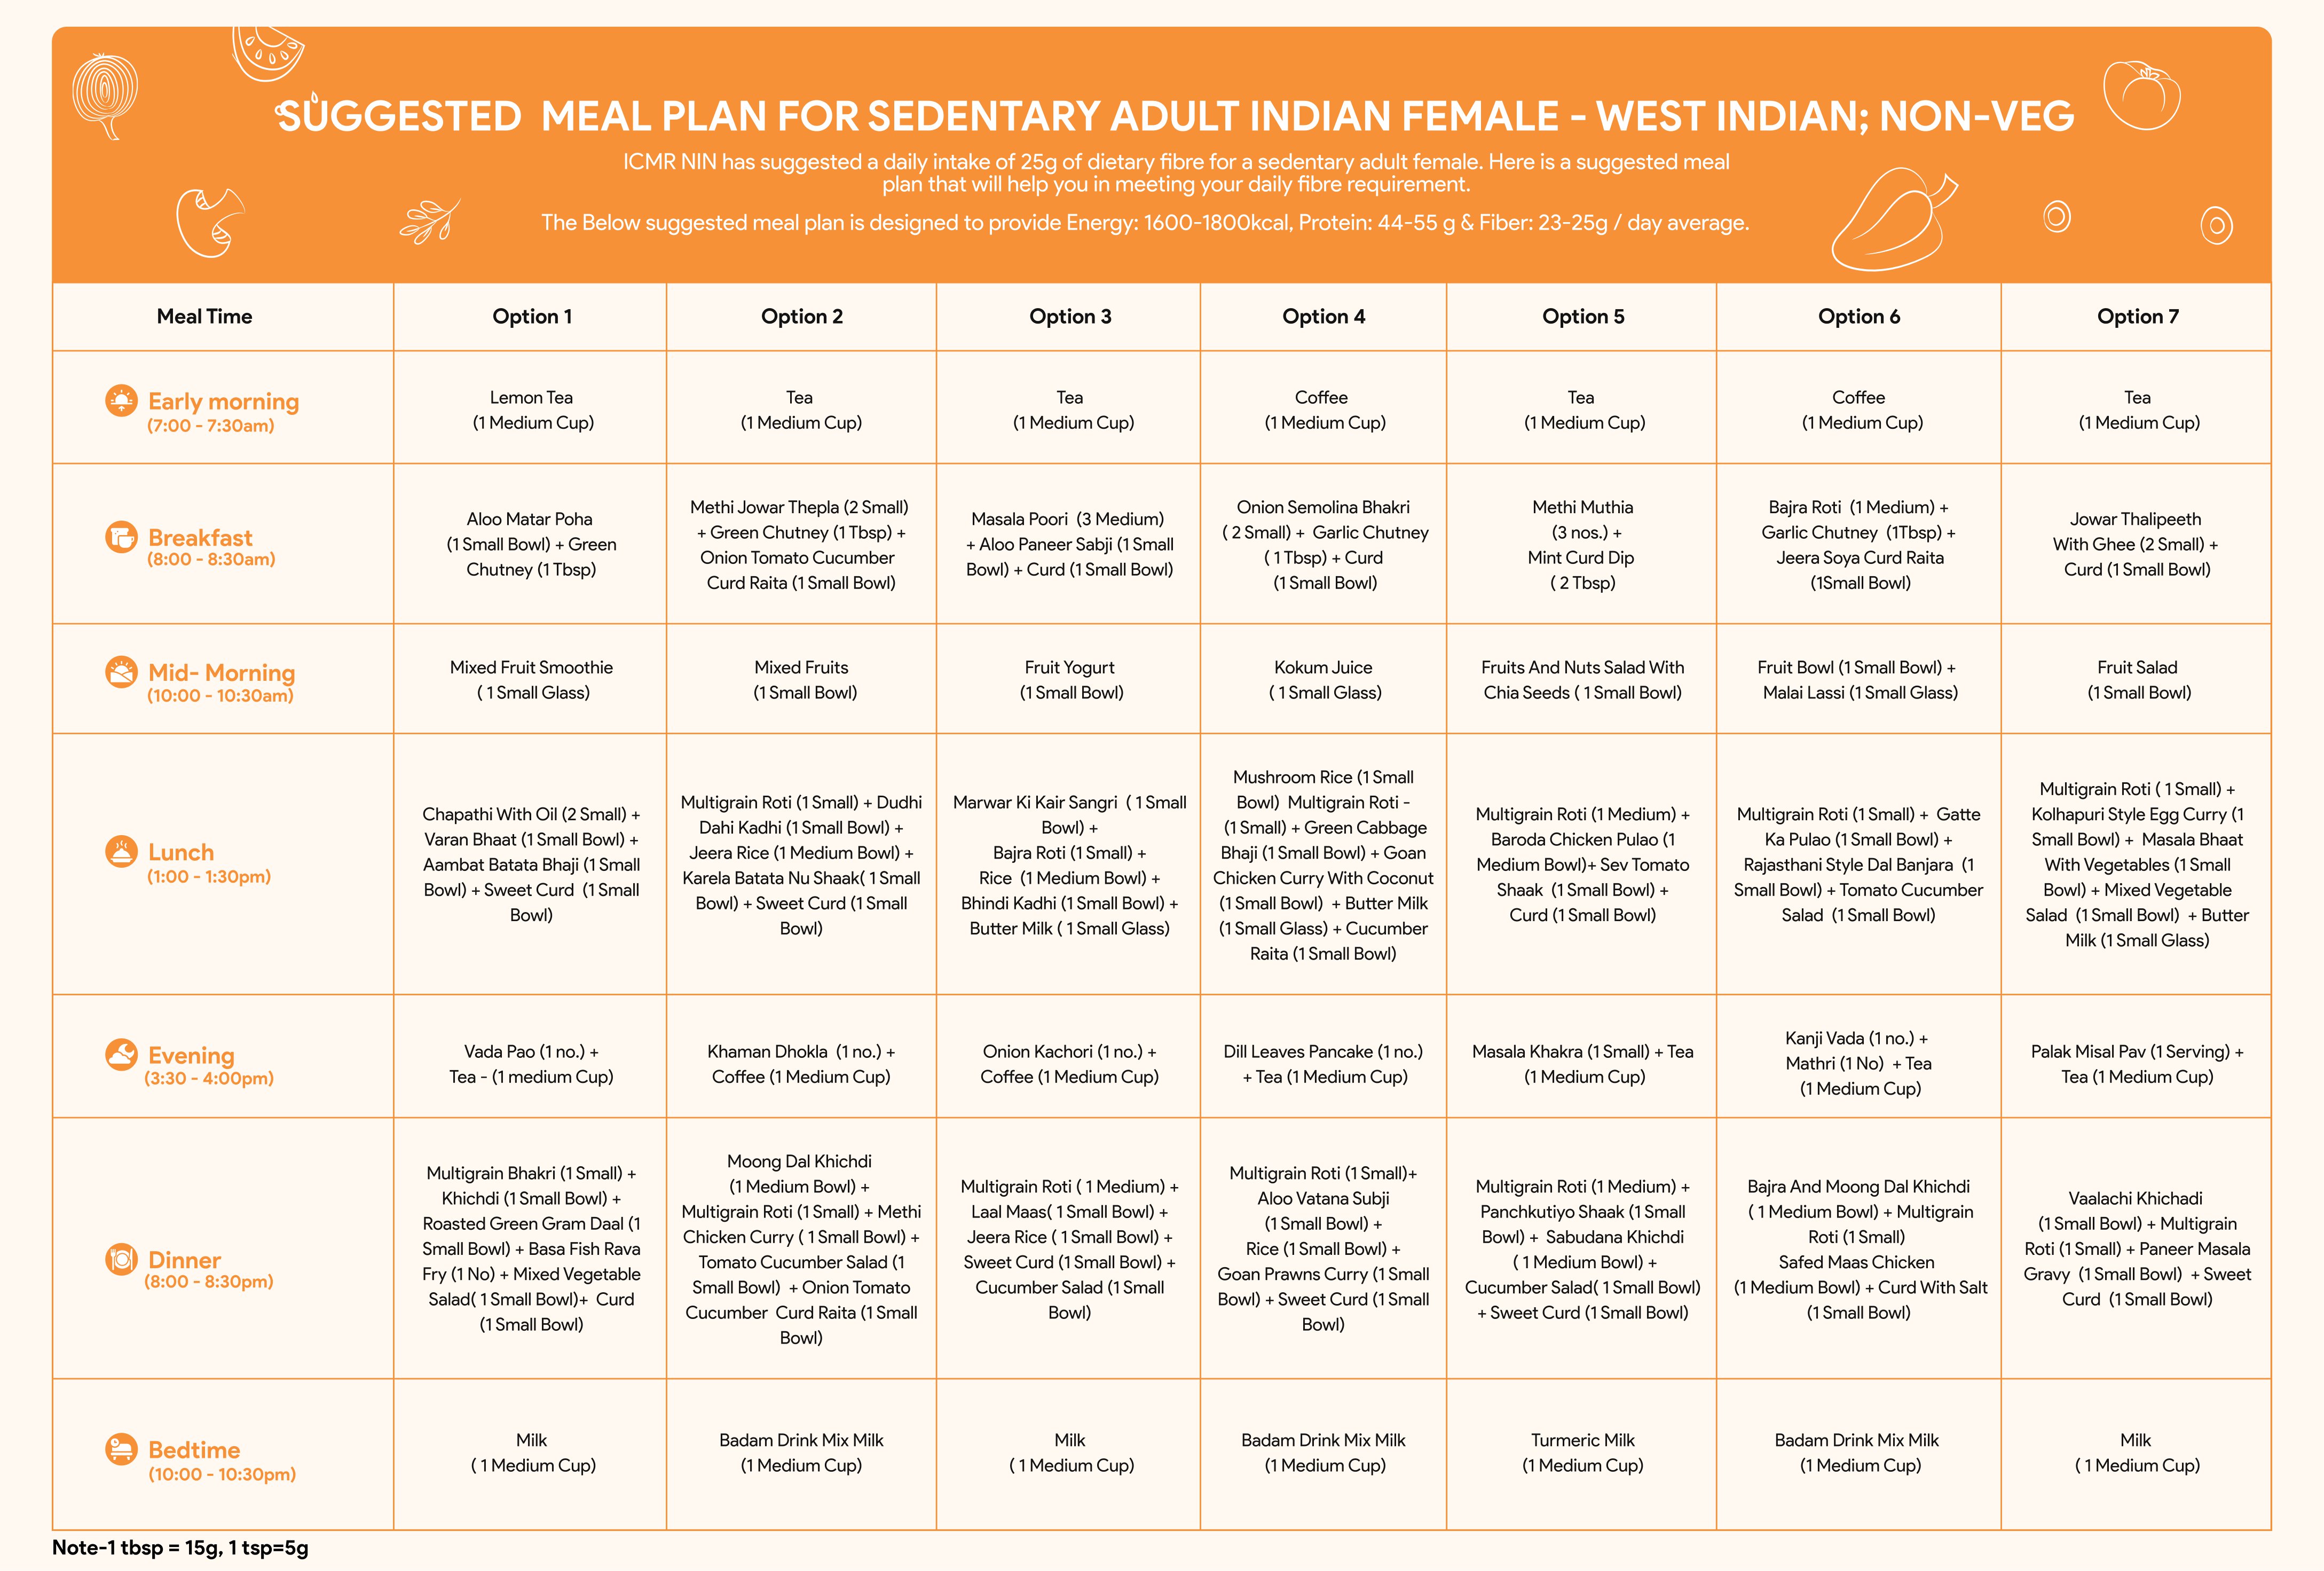 SUGGESTED MEAL PLAN FOR SEDENTARY ADULT INDIAN FEMALE - WEST INDIAN; NON-VEG
ICMR NIN has suggested a daily intake of 25g of dietary fibre for a sedentary adult female. Here is a suggested meal
plan that will help you in meeting your daily fibre requirement.
The Below suggested meal plan is designed to provide Energy: 1600-1800kcal, Protein: 44-55 g & Fiber: 23-25g / day average.
Meal Time
Option 1
Option 2
Option 3
Option 4
Option 5
Option 6
Option 7
Early morning
(7:00 - 7:30am)
Lemon Tea
(1 Medium Cup)
Tea
(1 Medium Cup)
Tea
(1 Medium Cup)
Coffee
(1 Medium Cup)
Tea
(1 Medium Cup)
Coffee
(1 Medium Cup)
Tea
(1 Medium Cup)
Breakfast
(8:00 - 8:30am)
Aloo Matar Poha
(1 Small Bowl) + Green
Chutney (1 Tbsp)
Methi Jowar Thepla (2 Small)
+ Green Chutney (1 Tbsp) +
Onion Tomato Cucumber
Curd Raita (1 Small Bowl)
Masala Poori (3 Medium)
+ Aloo Paneer Sabji (1 Small
Bowl) + Curd (1 Small Bowl)
Onion Semolina Bhakri
( 2 Small) + Garlic Chutney
( 1 Tbsp) + Curd
(1 Small Bowl)
Methi Muthia
(3 nos.) +
Mint Curd Dip
( 2 Tbsp)
Bajra Roti (1 Medium) +
Garlic Chutney (1Tbsp) +
Jeera Soya Curd Raita
(1Small Bowl)
Jowar Thalipeeth
With Ghee (2 Small) +
Curd (1 Small Bowl)
Mid- Morning
(10:00 - 10:30am)
Mixed Fruit Smoothie
( 1 Small Glass)
Mixed Fruits
(1 Small Bowl)
Fruit Yogurt
(1 Small Bowl)
Kokum Juice
( 1 Small Glass)
Fruits And Nuts Salad With
Chia Seeds ( 1 Small Bowl)
Fruit Bowl (1 Small Bowl) +
Malai Lassi (1 Small Glass)
Fruit Salad
(1 Small Bowl)
Lunch
(1:00 - 1:30pm)
Chapathi With Oil (2 Small) +
Varan Bhaat (1 Small Bowl) +
Aambat Batata Bhaji (1 Small
Bowl) + Sweet Curd (1 Small
Bowl)
Multigrain Roti (1 Small) + Dudhi
Dahi Kadhi (1 Small Bowl) +
Jeera Rice (1 Medium Bowl) +
Karela Batata Nu Shaak( 1 Small
Bowl) + Sweet Curd (1 Small
Bowl)
Marwar Ki Kair Sangri ( 1 Small
Bowl) +
Bajra Roti (1 Small) +
Rice (1 Medium Bowl) +
Bhindi Kadhi (1 Small Bowl) +
Butter Milk ( 1 Small Glass)
Mushroom Rice (1 Small
Bowl) Multigrain Roti -
(1 Small) + Green Cabbage
Bhaji (1 Small Bowl) + Goan
Chicken Curry With Coconut
(1 Small Bowl) + Butter Milk
(1 Small Glass) + Cucumber
Raita (1 Small Bowl)
Multigrain Roti (1 Medium) +
Baroda Chicken Pulao (1
Medium Bowl)+ Sev Tomato
Shaak (1 Small Bowl) +
Curd (1 Small Bowl)
Multigrain Roti (1 Small) + Gatte
Ka Pulao (1 Small Bowl) +
Rajasthani Style Dal Banjara (1
Small Bowl) + Tomato Cucumber
Salad (1 Small Bowl)
Multigrain Roti ( 1 Small) +
Kolhapuri Style Egg Curry (1
Small Bowl) + Masala Bhaat
With Vegetables (1 Small
Bowl) + Mixed Vegetable
Salad (1 Small Bowl) + Butter
Milk (1 Small Glass)
Evening
(3:30 - 4:00pm)
Vada Pao (1 no.) +
Tea - (1 medium Cup)
Khaman Dhokla (1 no.) +
Coffee (1 Medium Cup)
Onion Kachori (1 no.) +
Coffee (1 Medium Cup)
Dill Leaves Pancake (1 no.)
+ Tea (1 Medium Cup)
Masala Khakra (1 Small) + Tea
(1 Medium Cup)
Kanji Vada (1 no.) +
Mathri (1 No) + Tea
(1 Medium Cup)
Palak Misal Pav (1 Serving) +
Tea (1 Medium Cup)
Dinner
(8:00 - 8:30pm)
Multigrain Bhakri (1 Small) +
Khichdi (1 Small Bowl) +
Roasted Green Gram Daal (1
Small Bowl) + Basa Fish Rava
Fry (1 No) + Mixed Vegetable
Salad( 1 Small Bowl)+ Curd
(1 Small Bowl)
Moong Dal Khichdi
(1 Medium Bowl) +
Multigrain Roti (1 Small) + Methi
Chicken Curry ( 1 Small Bowl) +
Tomato Cucumber Salad (1
Small Bowl) + Onion Tomato
Cucumber Curd Raita (1 Small
Bowl)
Multigrain Roti ( 1 Medium) +
Laal Maas( 1 Small Bowl) +
Jeera Rice ( 1 Small Bowl) +
Sweet Curd (1 Small Bowl) +
Cucumber Salad (1 Small
Bowl)
Multigrain Roti (1 Small)+
Aloo Vatana Subji
(1 Small Bowl) +
Rice (1 Small Bowl) +
Goan Prawns Curry (1 Small
Bowl) + Sweet Curd (1 Small
Bowl)
Multigrain Roti (1 Medium) +
Panchkutiyo Shaak (1 Small
Bowl) + Sabudana Khichdi
( 1 Medium Bowl) +
Cucumber Salad( 1 Small Bowl)
+ Sweet Curd (1 Small Bowl)
Bajra And Moong Dal Khichdi
( 1 Medium Bowl) + Multigrain
Roti (1 Small)
Safed Maas Chicken
(1 Medium Bowl) + Curd With Salt
(1 Small Bowl)
Vaalachi Khichadi
(1 Small Bowl) + Multigrain
Roti (1 Small) + Paneer Masala
Gravy (1 Small Bowl) + Sweet
Curd (1 Small Bowl)
Bedtime
(10:00 - 10:30pm)
Milk
( 1 Medium Cup)
Badam Drink Mix Milk
(1 Medium Cup)
Milk
( 1 Medium Cup)
Badam Drink Mix Milk
(1 Medium Cup)
Turmeric Milk
(1 Medium Cup)
Badam Drink Mix Milk
(1 Medium Cup)
Milk
( 1 Medium Cup)
Note-1 tbsp = 15g, 1 tsp=5g